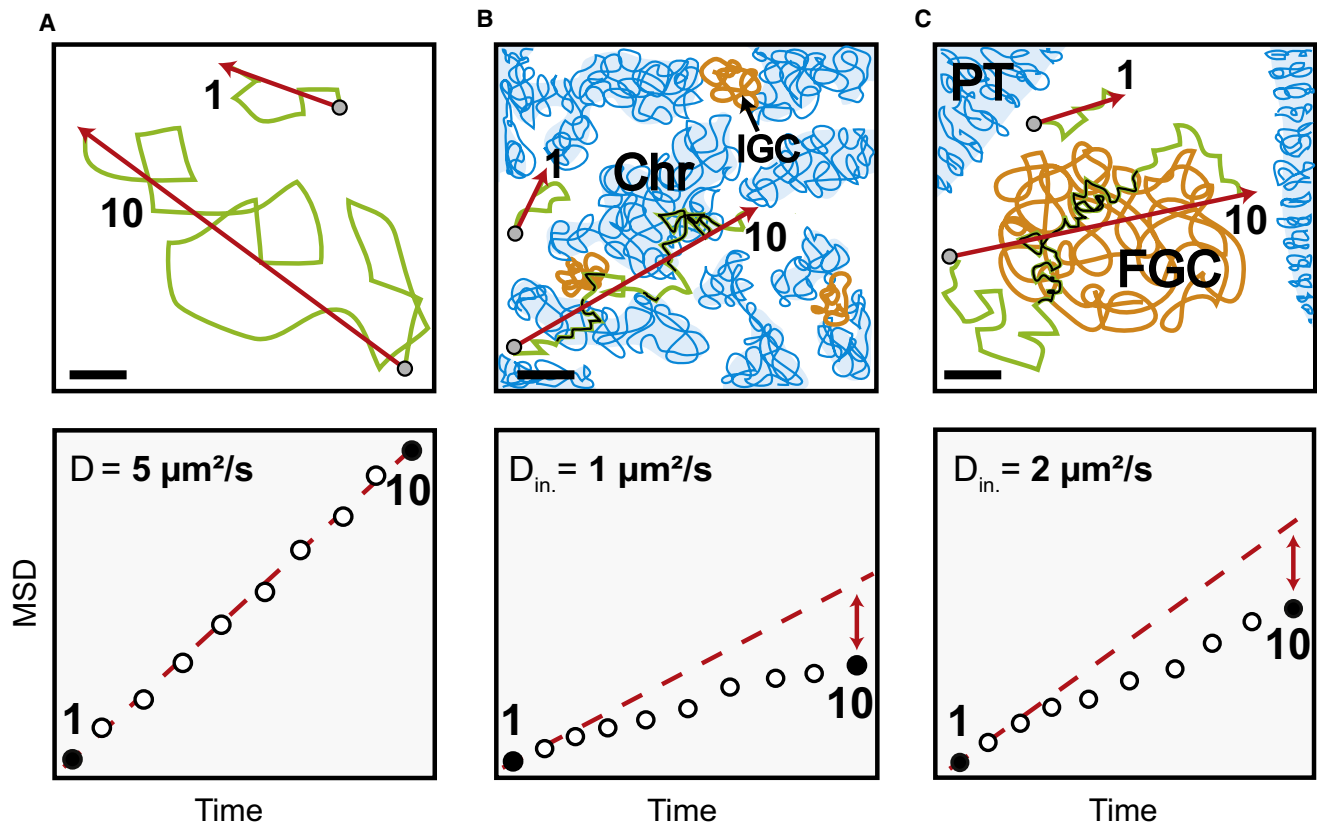 A
1
10
B
IGC
1
Chr
10
C
PT
1
10
FGC
MSD
D = 5 µm²/s
1
10
Time
Din. = 1 µm²/s
1
10
Time
Din. = 2 µm²/s
1
10
Time